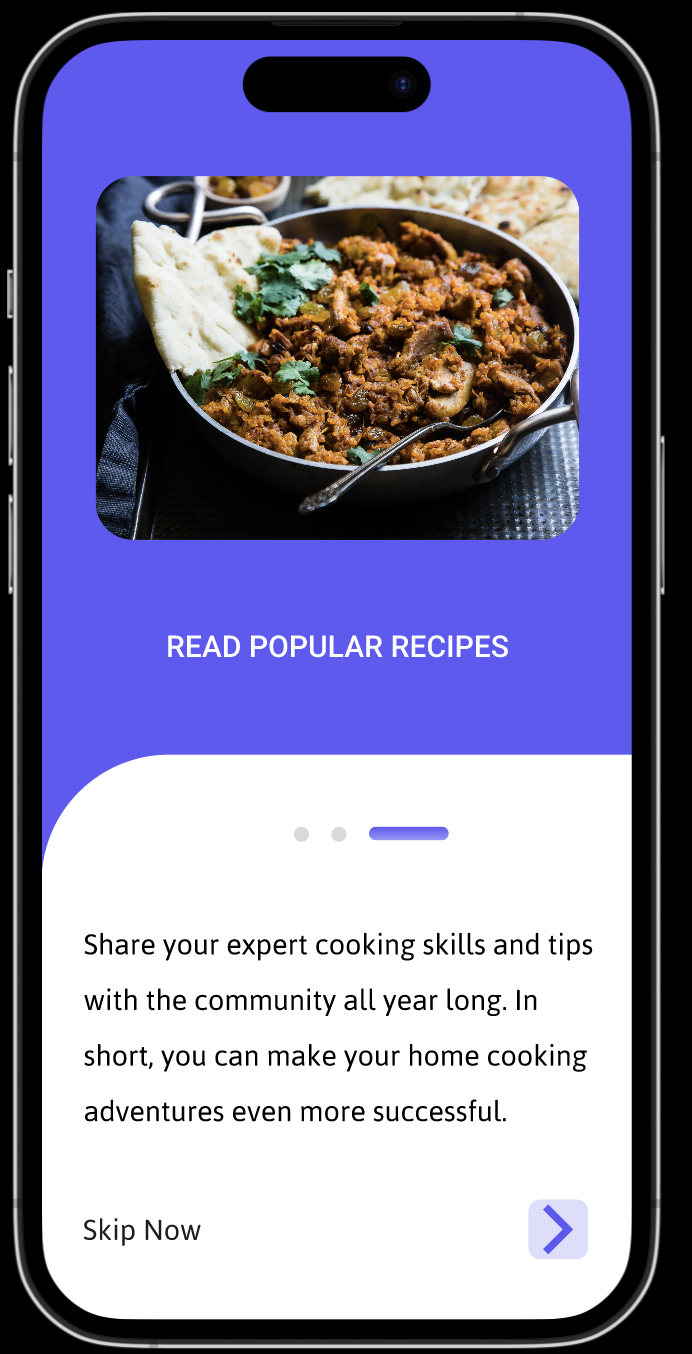 READ POPULAR RECIPES
Share your expert cooking skills and tips
with the community all year long. In
short, you can make your home cooking
adventures even more successful.
Skip Now